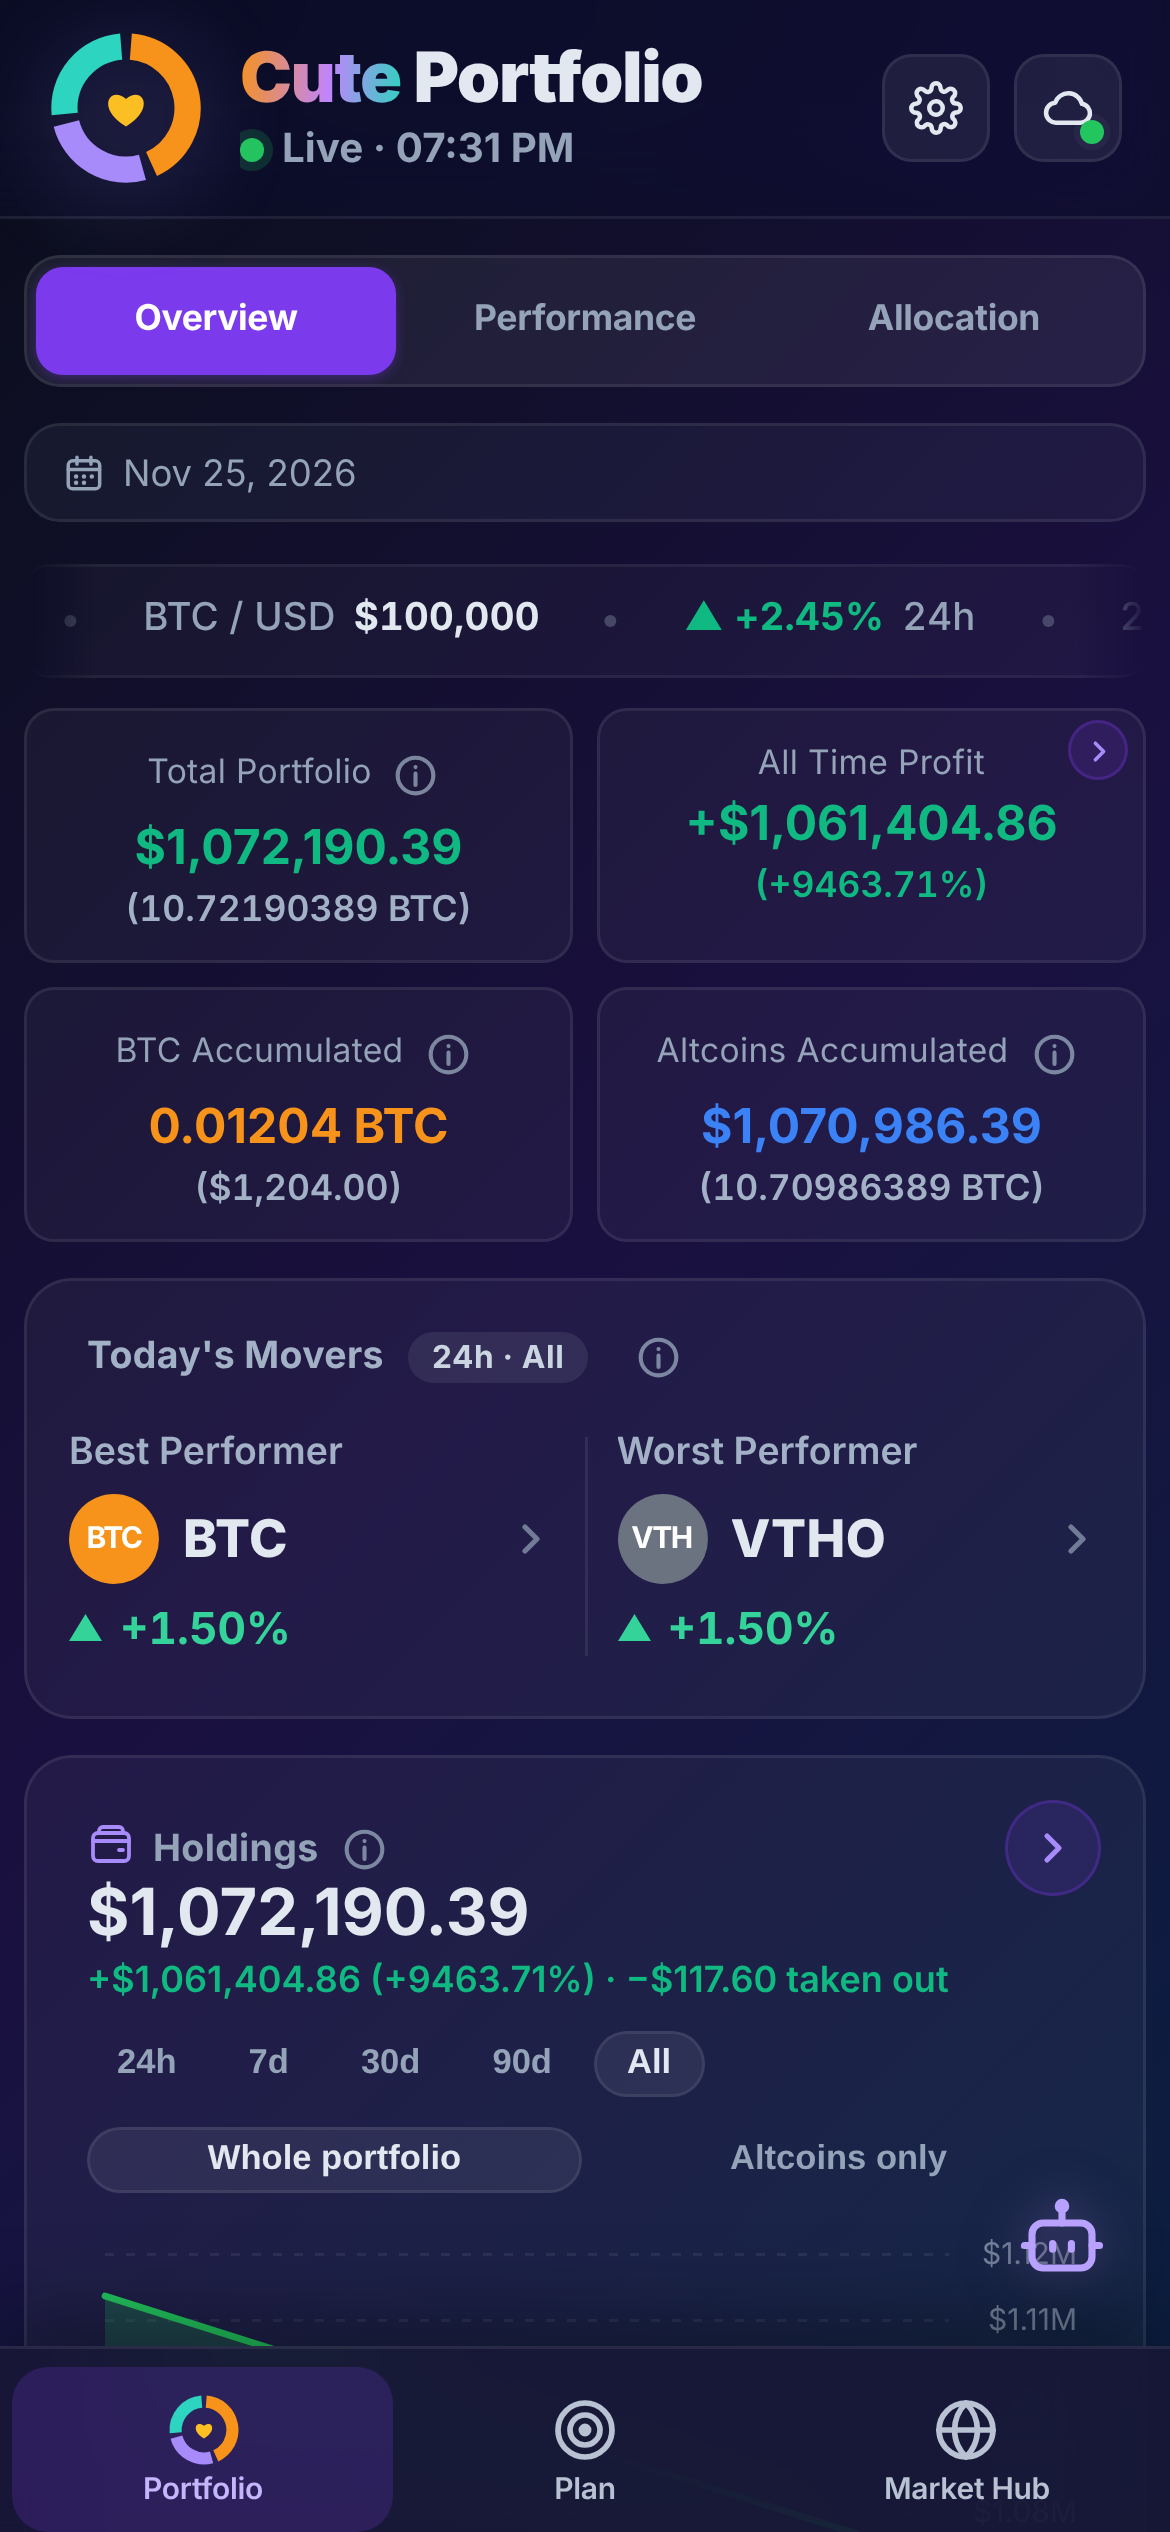 Cute Portfolio
Live · 07:31 PM
Overview
Performance
Allocation
Nov 25, 2026
BTC / USD $100,000
▲ +2.45% 24h
2
Total Portfolio
$1,072,190.39
(10.72190389 BTC)
All Time Profit
+$1,061,404.86
(+9463.71%)
BTC Accumulated
0.01204 BTC
($1,204.00)
Altcoins Accumulated
$1,070,986.39
(10.70986389 BTC)
Today's Movers
24h · All
Best Performer
BTC
BTC
▲ +1.50%
Worst Performer
VTH
VTHO
▲ +1.50%
Holdings
$1,072,190.39
+$1,061,404.86 (+9463.71%) · −$117.60 taken out
24h
7d
30d
90d
All
Whole portfolio
Altcoins only
$1.12M
$1.11M
$1.08M
Portfolio
Plan
Market Hub